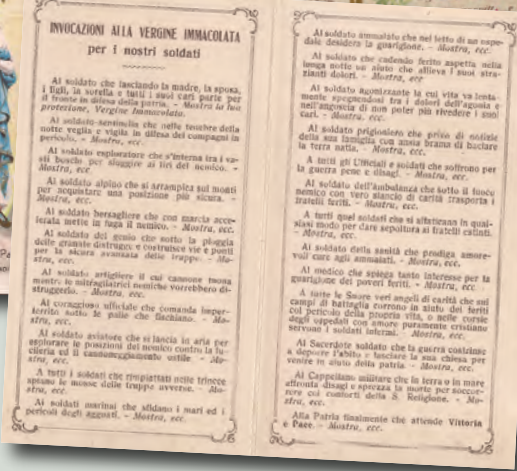 INVOCAZIONI ALLA VERGINE IMMACOLATA
per i nostri soldati
Al soldato che lasciando la madre, la sposa,
i figli, la sorella e tutti i suoi cari parte per
il fronte in difesa della patria. - Mostra la tua
protezione, Vergine Immacolata.
Al soldato sentinella che nelle tenebre della
notte veglia e vigila in difesa dei compagni in
pericolo. - Mostra, ecc.
Al soldato esploratore che s'interna tra i va-
sti boschi per sfuggire ai tiri del nemico. -
Mostra, ecc.
Al soldato alpino che si arrampica sui monti
per acquistare una posizione più sicura. -
Mostra, ecc.
Al soldato bersagliere che con marcia acce-
lerata mette in fuga il nemico. - Mostra, ecc.
Al soldato del genio che sotto la pioggia
delle granate distrugge e costruisce vie e ponti
per la sicura avanzata delle truppe. - Mo-
stra, ecc.
Al soldato artigliere il cui cannone tuona
mentre le mitragliatrici nemiche vorrebbero di-
struggerlo. - Mostra, ecc.
Al coraggioso ufficiale che comanda imper-
territo sotto le palle che fischiano. - Mo-
stra, ecc.
Al soldato aviatore che si lancia in aria per
esplorare le posizioni del nemico contro la fu-
cileria ed il cannoneggiamento ostile - Mo-
stra, ecc.
A tutti i soldati che rimpiattati nelle trincee
spiano le mosse delle truppe avverse. - Mo-
stra, ecc.
Ai soldati marinai che sfidano i mari ed i
pericoli degli agguati. - Mostra, ecc.
Al soldato ammalato che nel letto di un ospe-
dale desidera la guarigione. - Mostra, ecc.
Al soldato che cadendo ferito aspetta nella
lunga notte un aiuto che allieva i suoi stra-
zianti dolori. - Mostra, ecc
Al soldato agonizzante la cui vita va lenta-
mente spegnendosi tra i dolori dell'agonia e
nell'angoscia di non poter più rivedere i suoi
cari. - Mostra, ecc.
Al soldato prigioniero che privo di notizie
della sua famiglia con ansia brama di baciare
la terra natia. - Mostra, ecc.
A tutti gli Ufficiali e soldati che soffrono per
la guerra pene e disagi. - Mostra, ecc.
Al soldato dell'Ambulanza che sotto il fuoco
nemico con vero slancio di carità trasporta i
fratelli feriti. - Mostra, ecc.
A tutti quei soldati che si affaticano in qual-
siasi modo per dare sepoltura ai fratelli estinti.
- Mostra, ecc.
Al soldato della sanità che prodiga amore-
voli cure agli ammalati. - Mostra, ecc.
Al medico che spiega tanto interesse per la
guarigione dei poveri feriti. - Mostra, ecc.
A tutte le Suore veri angeli di carità che sui
campi di battaglia corrono in aiuto dei feriti
col pericolo della propria vita, o nelle corsie
degli ospedali con amore puramente cristiano
servono i soldati infermi. - Mostra, ecc.
Al Sacerdote soldato che la guerra costrinse
a deporre l'abito e lasciare la sua chiesa per
venire in aiuto della patria. - Mostra, ecc.
Al Cappellano militare che in terra o in mare
affronta disagi e sprezza la morte per soccor-
rere coi conforti della S. Religione. - Mo-
stra, ecc.
Alla Patria finalmente che attende Vittoria
e Pace. - Mostra, ecc.